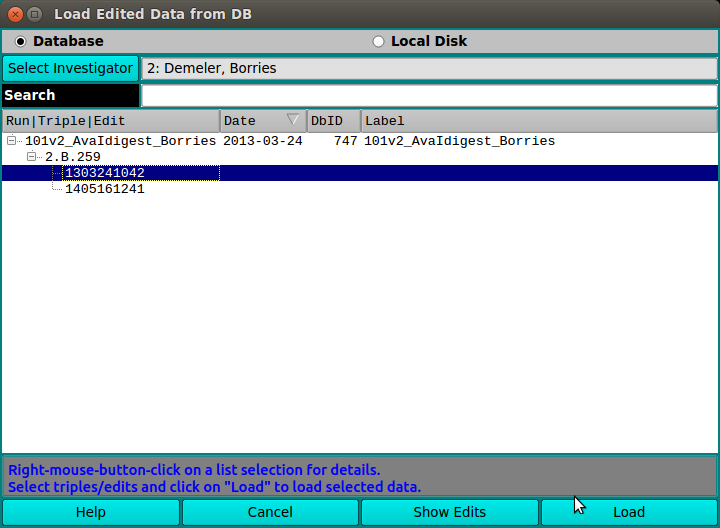 Load Edited Data from DB
Database Local Disk
Select Investigator 2: Demeler, Borries
Search
Run|Triple|Edit Date DbID Label
101v2_AvaIdigest_Borries 2013-03-24 747 101v2_AvaIdigest_Borries
2.B.259
1303241042
1405161241
Right-mouse-button-click on a list selection for details.
Select triples/edits and click on "Load" to load selected data.
Help Cancel Show Edits Load